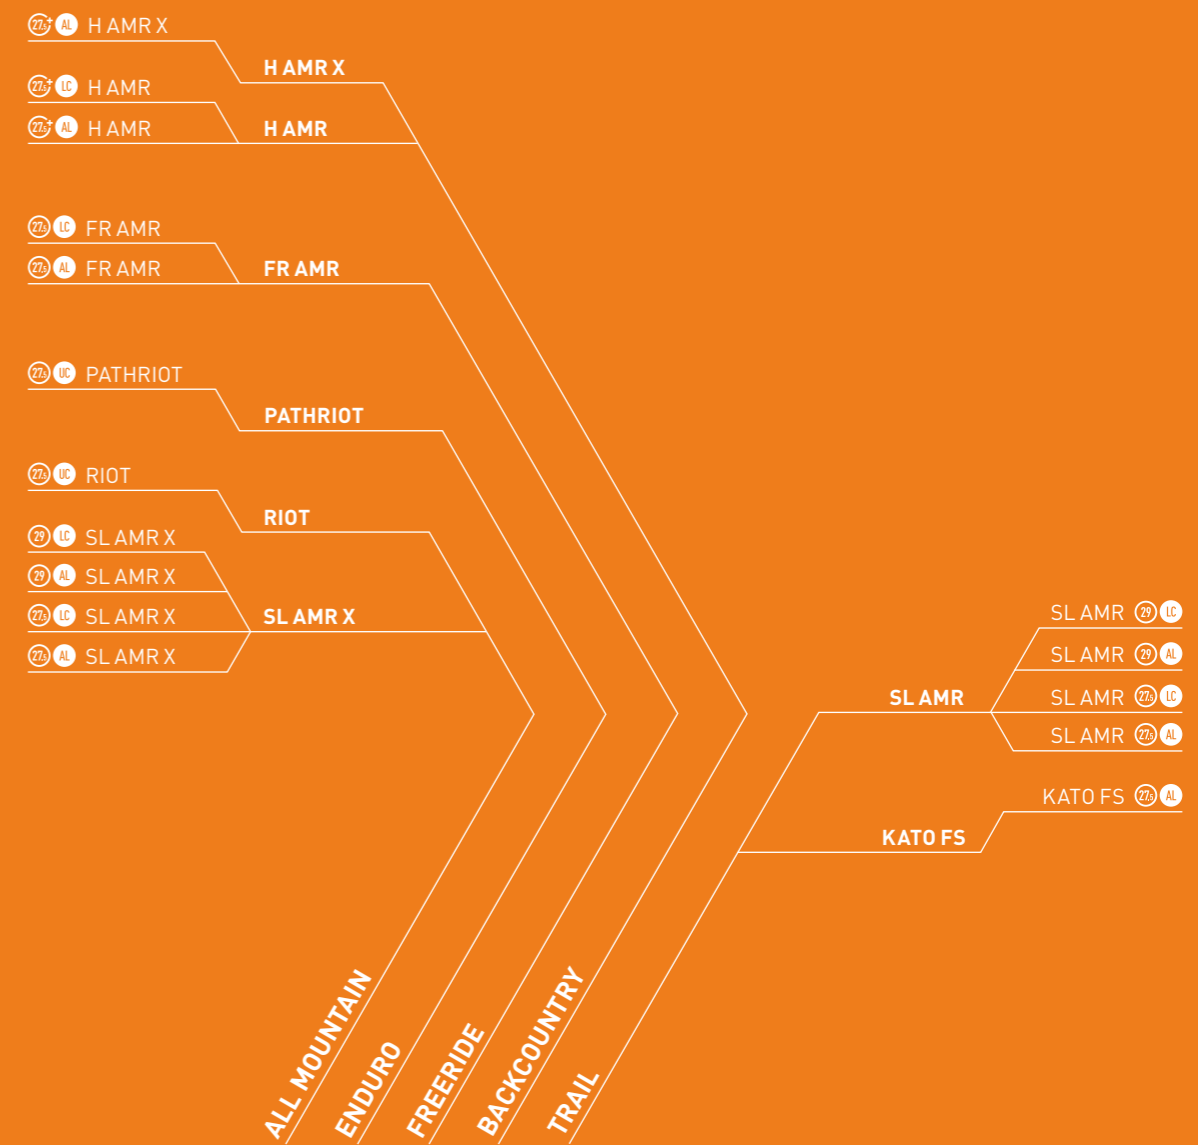 27.5+ AL H AMR X
H AMR X
27.5+ LC H AMR
27.5+ AL H AMR
H AMR
27.5 LC FR AMR
27.5 AL FR AMR
FR AMR
27.5 UC PATHRIOT
PATHRIOT
27.5 UC RIOT
RIOT
29 LC SL AMR X
29 AL SL AMR X
27.5 LC SL AMR X
SL AMR X
27.5 AL SL AMR X
SL AMR 29 LC
SL AMR 29 AL
SL AMR
SL AMR 27.5 LC
SL AMR 27.5 AL
KATO FS 27.5 AL
KATO FS
ALL MOUNTAIN
ENDURO
FREERIDE
BACKCOUNTRY
TRAIL